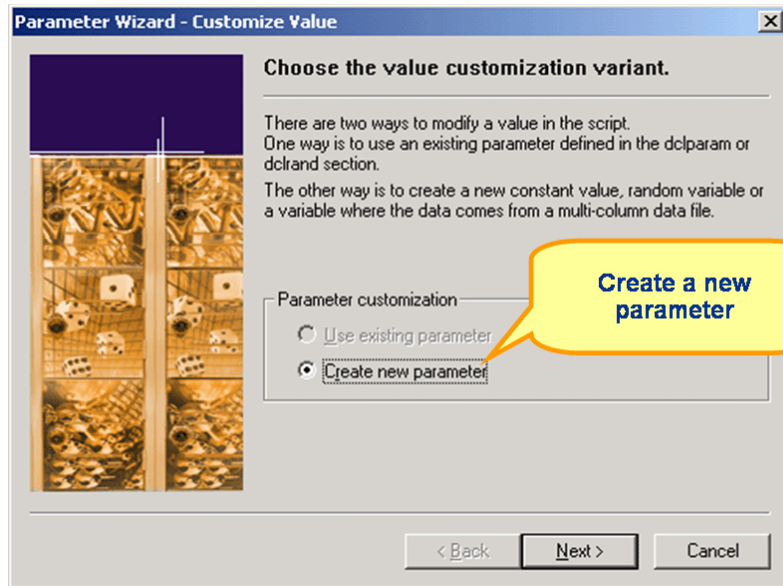 Parameter Wizard - Customize Value
Choose the value customization variant.
There are two ways to modify a value in the script.
One way is to use an existing parameter defined in the dclparam or
dclrand section.
The other way is to create a new constant value, random variable or
a variable where the data comes from a multi-column data file.
Create a new
parameter
Parameter customization
Use existing parameter
Create new parameter
< Back
Next >
Cancel